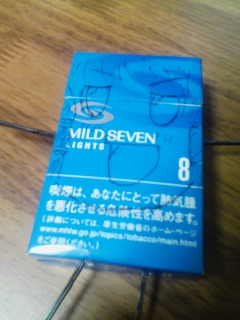 MILD SEVEN
LIGHTS
8
喫煙は、あなたにとって肺気腫
を悪化させる危険性を高めます。
(詳細については、厚生労働省のホーム・ページ
www.mhlw.go.jp/topics/tobacco/main.html
をご参照ください。)